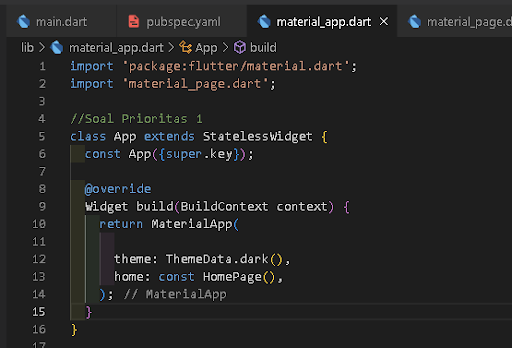 main.dart pubspec.yaml material_app.dart × material_page.d
lib > material_app.dart > App > build
1 import 'package:flutter/material.dart';
2 import 'material_page.dart';
3
4 //Soal Prioritas 1
5 class App extends StatelessWidget {
6 const App({super.key});
7
8 @override
9 Widget build(BuildContext context) {
10 return MaterialApp(
11
12 theme: ThemeData.dark(),
13 home: const HomePage(),
14 ); // MaterialApp
15 }
16 }
17